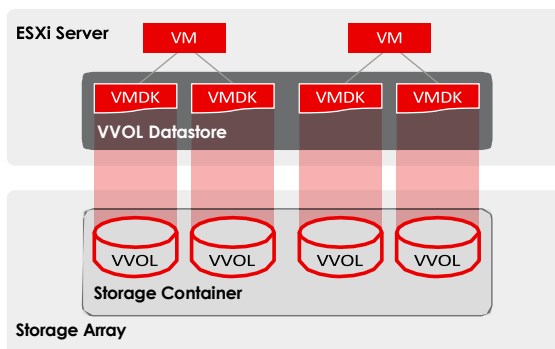 ESXi Server
VM VM
VMDK VMDK VMDK VMDK
VVOL Datastore
VVOL VVOL VVOL VVOL
Storage Container
Storage Array